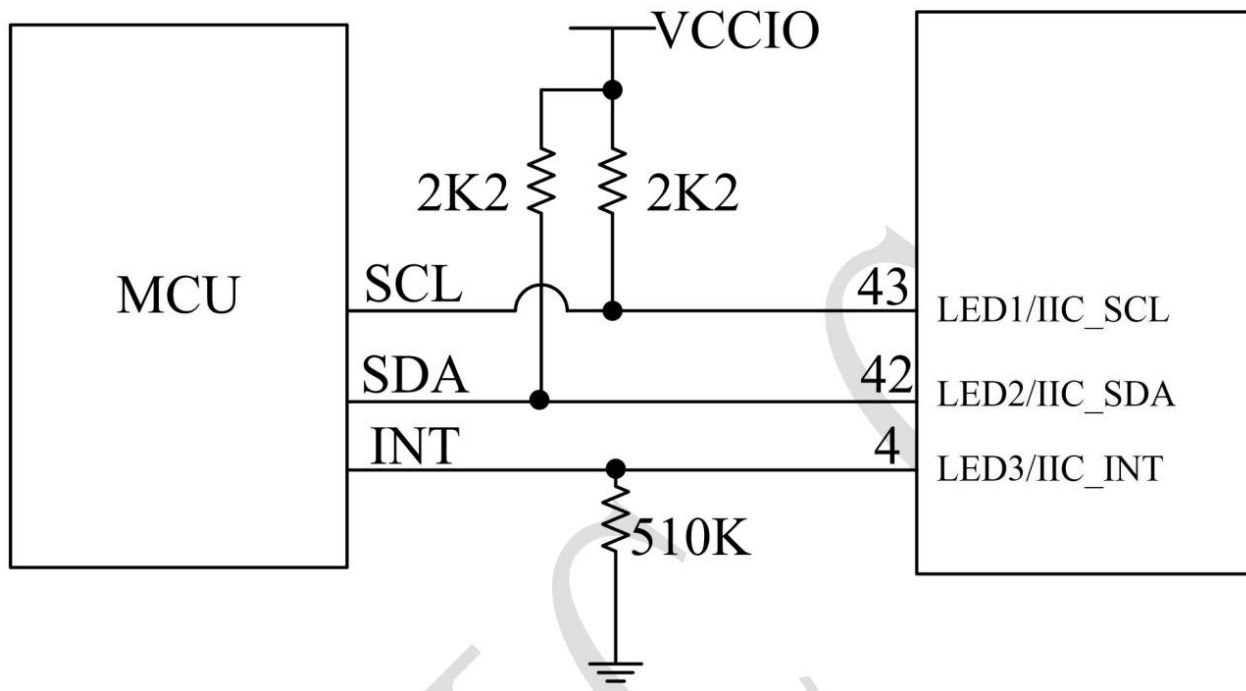 VCCIO
2K2
2K2
MCU
SCL
43
LED1/IIC_SCL
SDA
42
LED2/IIC_SDA
INT
4
LED3/IIC_INT
510K